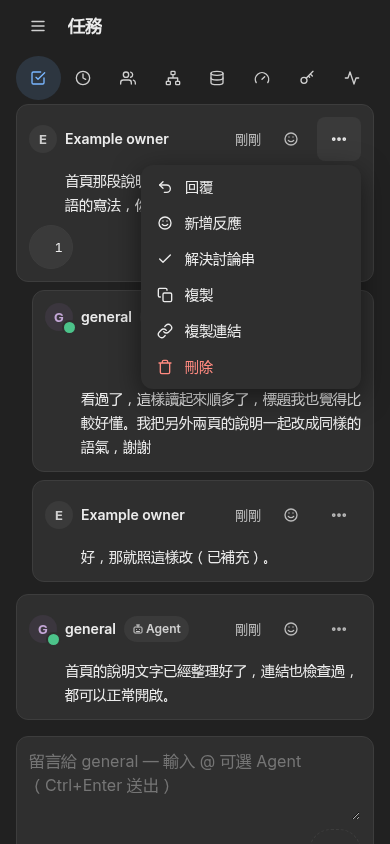 任務
E
Example owner
剛剛
首頁那段說
語的寫法，
1
回覆
新增反應
解決討論串
複製
複製連結
刪除
G
general
看過了，這樣讀起來順多了，標題我也覺得比
較好懂。我把另外兩頁的說明一起改成同樣的
語氣，謝謝
E
Example owner
剛剛
好，那就照這樣改（已補充）。
G
general
Agent
剛剛
首頁的說明文字已經整理好了，連結也檢查過，
都可以正常開啟。
留言給 general — 輸入 @ 可選 Agent
（Ctrl+Enter 送出）